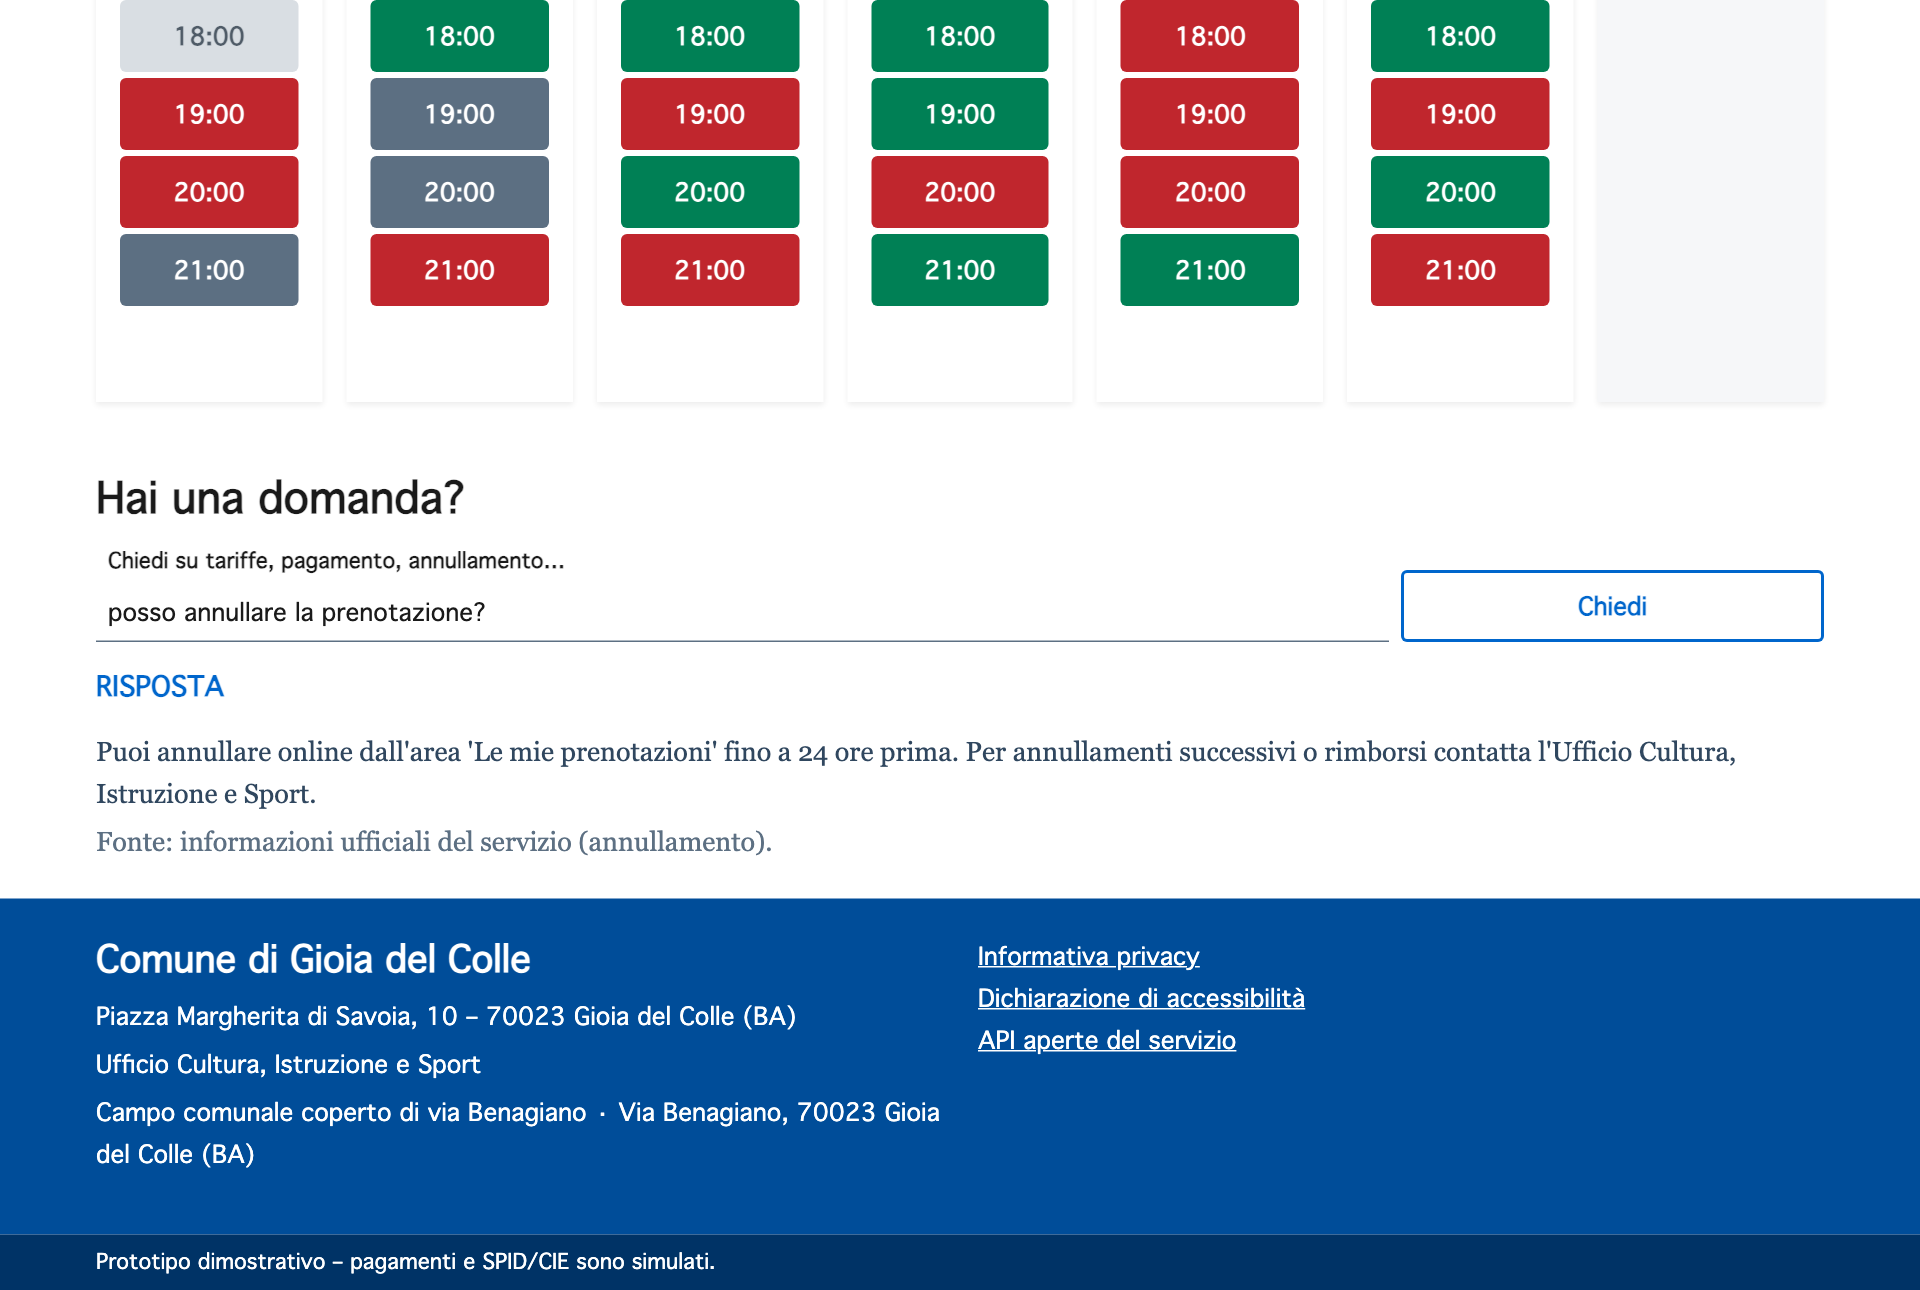 18:00 18:00 18:00 18:00 18:00 18:00
19:00 19:00 19:00 19:00 19:00 19:00
20:00 20:00 20:00 20:00 20:00 20:00
21:00 21:00 21:00 21:00 21:00 21:00
Hai una domanda?
Chiedi su tariffe, pagamento, annullamento...
posso annullare la prenotazione?
Chiedi
RISPOSTA
Puoi annullare online dall'area 'Le mie prenotazioni' fino a 24 ore prima. Per annullamenti successivi o rimborsi contatta l'Ufficio Cultura,
Istruzione e Sport.
Fonte: informazioni ufficiali del servizio (annullamento).
Comune di Gioia del Colle
Piazza Margherita di Savoia, 10 – 70023 Gioia del Colle (BA)
Ufficio Cultura, Istruzione e Sport
Campo comunale coperto di via Benagiano · Via Benagiano, 70023 Gioia
del Colle (BA)
Informativa privacy
Dichiarazione di accessibilità
API aperte del servizio
Prototipo dimostrativo – pagamenti e SPID/CIE sono simulati.